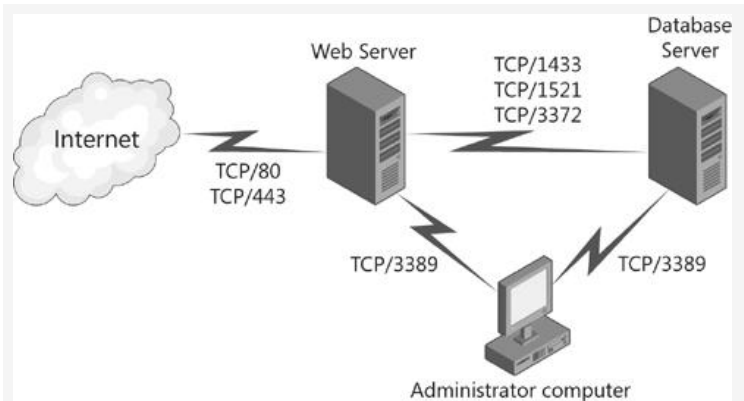 Database
Server
Web Server
TCP/1433
TCP/1521
TCP/3372
Internet
TCP/80
TCP/443
TCP/3389
TCP/3389
Administrator computer